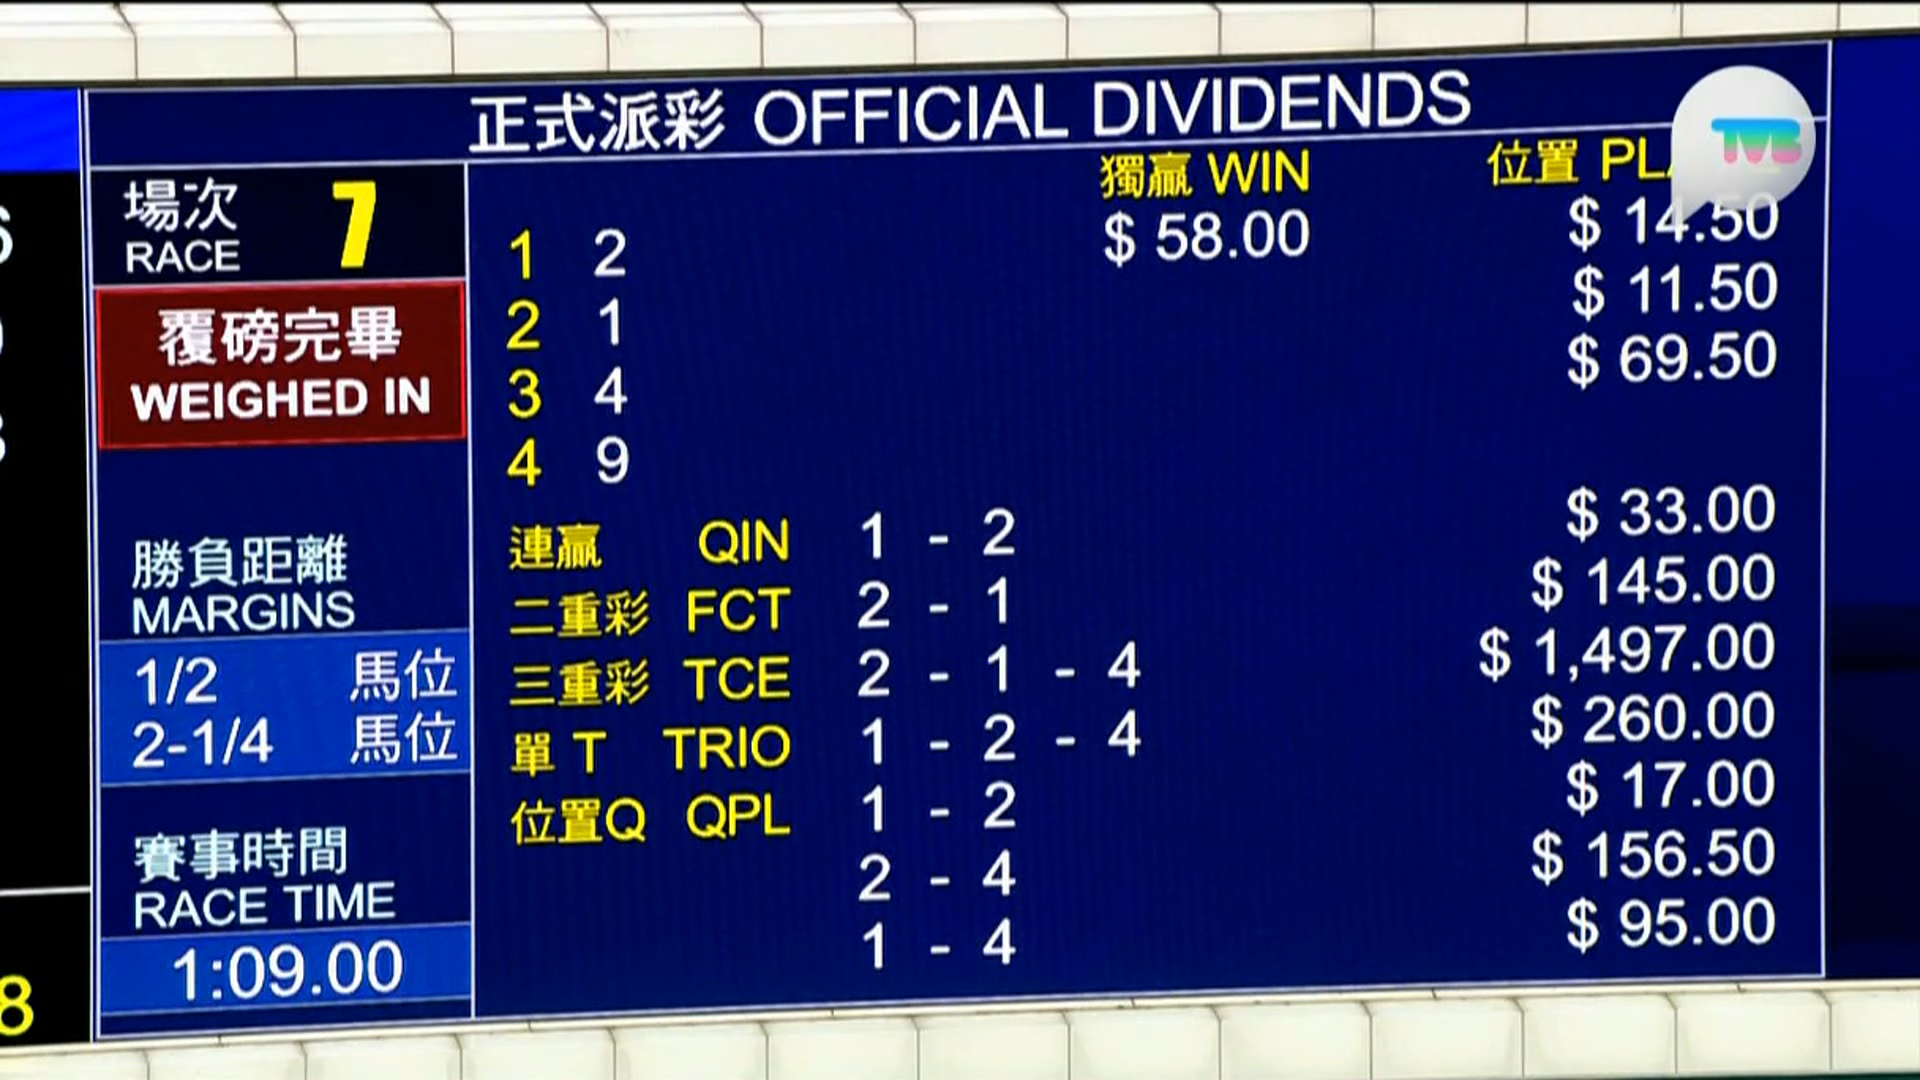 正式派彩 OFFICIAL DIVIDENDS
TVB
場次
RACE 7
獨贏 WIN 位置
1 2 $ 58.00 $ 14.50
2 1 $ 11.50
3 4 $ 69.50
4 9
覆磅完畢
WEIGHED IN
勝負距離
MARGINS
1/2 馬位
2-1/4 馬位
賽事時間
RACE TIME
1:09.00
連贏 QIN 1 - 2 $ 33.00
二重彩 FCT 2 - 1 $ 145.00
三重彩 TCE 2 - 1 - 4 $ 1,497.00
單 T TRIO 1 - 2 - 4 $ 260.00
位置Q QPL 1 - 2 $ 17.00
2 - 4 $ 156.50
1 - 4 $ 95.00
8